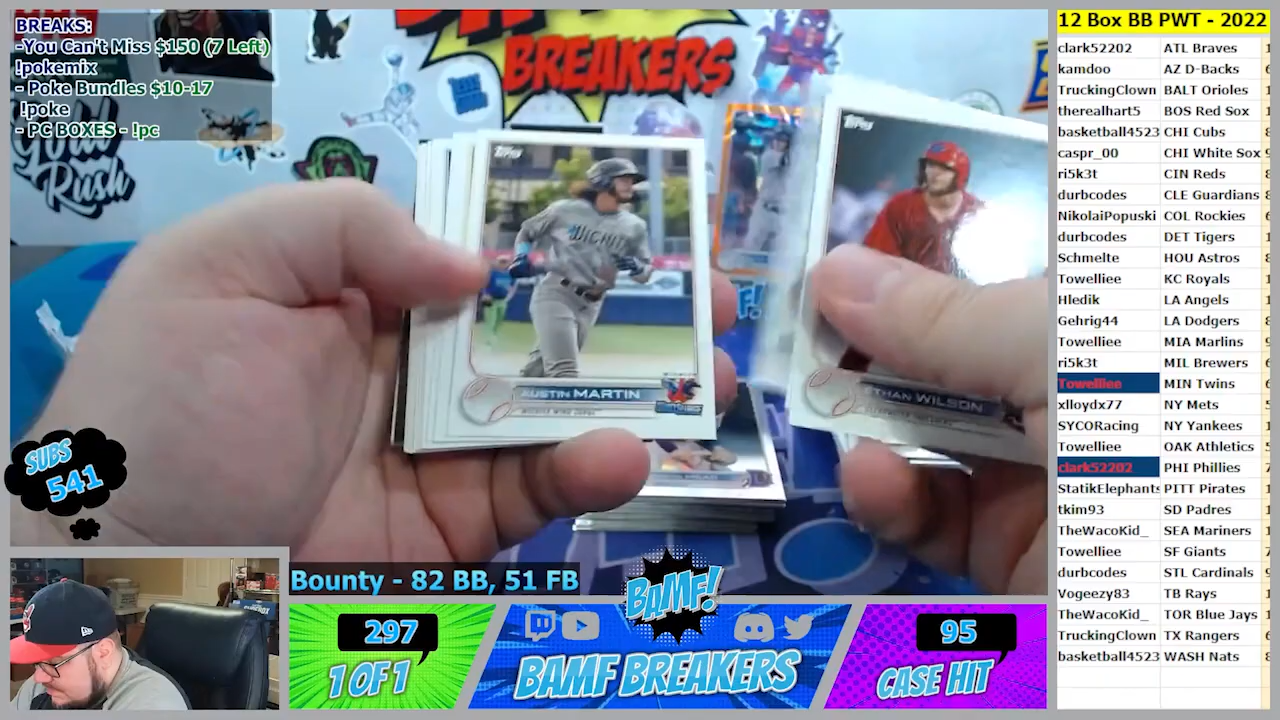 BREAKS:
-You Can't Miss $150 (7 Left)
!pokemix
- Poke Bundles $10-17
!poke
- PC BOXES - !pc
BREAKERS
Gold
Rush
Topps
Topps
WICHIT
AUSTIN MARTIN
THAN WILSON
SUBS
541
Bounty - 82 BB, 51 FB
BAMF!
297
1 OF 1
BAMF BREAKERS
95
CASE HIT
12 Box BB PWT - 2022
clark52202 ATL Braves
kamdoo AZ D-Backs
TruckingClown BALT Orioles
therealhart5 BOS Red Sox
basketball4523 CHI Cubs
caspr_00 CHI White Sox
ri5k3t CIN Reds
durbcodes CLE Guardians
NikolaiPopuski COL Rockies
durbcodes DET Tigers
Schmelte HOU Astros
Towelliee KC Royals
Hledik LA Angels
Gehrig44 LA Dodgers
Towelliee MIA Marlins
ri5k3t MIL Brewers
Towelliee MIN Twins
xlloydx77 NY Mets
SYCORacing NY Yankees
Towelliee OAK Athletics
clark52202 PHI Phillies
StatikElephants PITT Pirates
tkim93 SD Padres
TheWacoKid_ SEA Mariners
Towelliee SF Giants
durbcodes STL Cardinals
Vogeezy83 TB Rays
TheWacoKid_ TOR Blue Jays
TruckingClown TX Rangers
basketball4523 WASH Nats